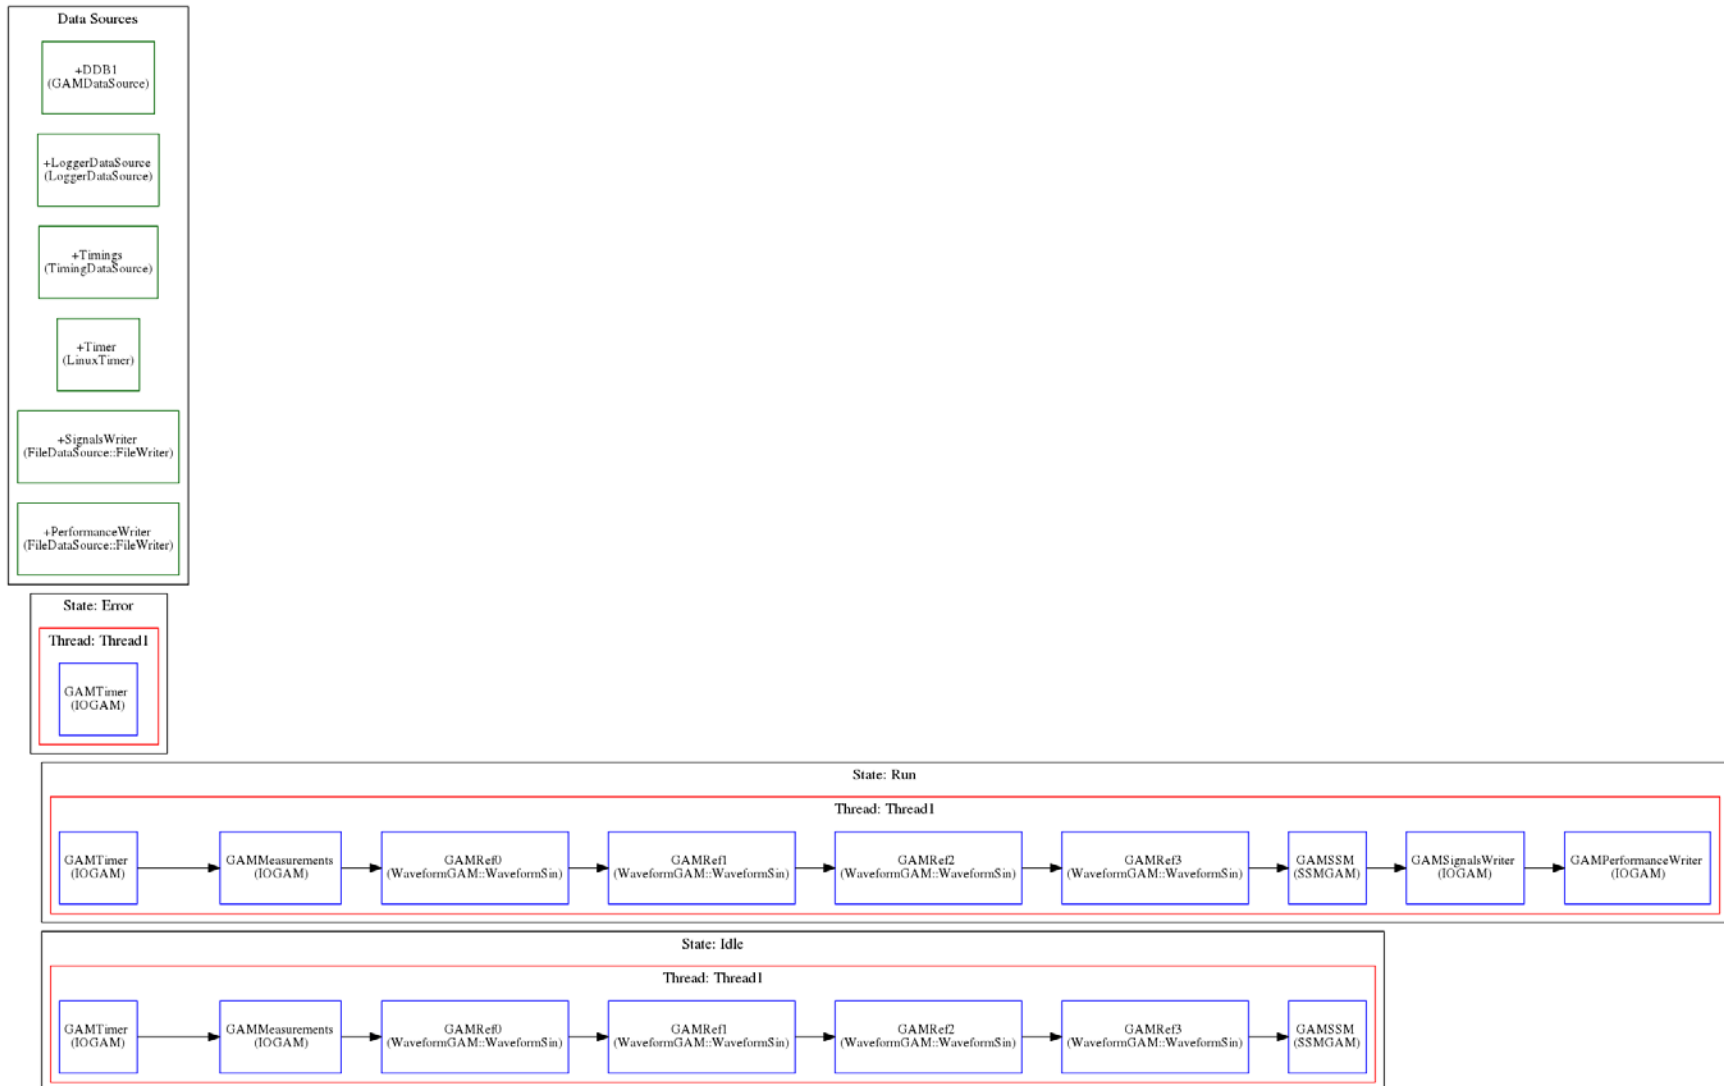 Data Sources
+DDB1
(GAMDataSource)
+LoggerDataSource
(LoggerDataSource)
+Timings
(TimingDataSource)
+Timer
(LinuxTimer)
+SignalsWriter
(FileDataSource::FileWriter)
+PerformanceWriter
(FileDataSource::FileWriter)
State: Error
Thread: Thread1
GAMTimer
(IOGAM)
State: Run
Thread: Thread1
GAMTimer
(IOGAM)
GAMMeasurements
(IOGAM)
GAMRef0
(WaveformGAM::WaveformSin)
GAMRef1
(WaveformGAM::WaveformSin)
GAMRef2
(WaveformGAM::WaveformSin)
GAMRef3
(WaveformGAM::WaveformSin)
GAMSSM
(SSMGAM)
GAMSignalsWriter
(IOGAM)
GAMPerformanceWriter
(IOGAM)
State: Idle
Thread: Thread1
GAMTimer
(IOGAM)
GAMMeasurements
(IOGAM)
GAMRef0
(WaveformGAM::WaveformSin)
GAMRef1
(WaveformGAM::WaveformSin)
GAMRef2
(WaveformGAM::WaveformSin)
GAMRef3
(WaveformGAM::WaveformSin)
GAMSSM
(SSMGAM)